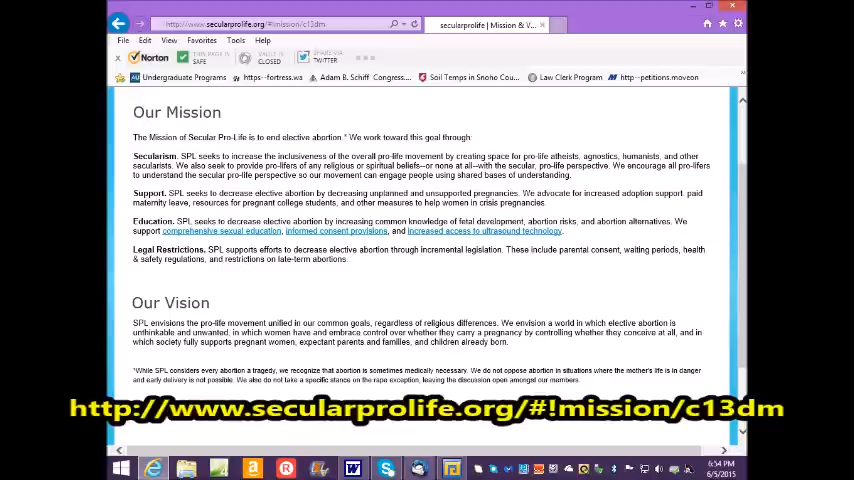 http://www.secularprolife.org/#!mission/c13dm
secularprolife | Mission & V...
File Edit View Favorites Tools Help
x Norton THIS PAGE IS SAFE VAULT IS CLOSED SHARE VIA TWITTER
Undergraduate Programs https--fortress.wa Adam B. Schiff Congress.... Soil Temps in Snoho Cou... Law Clerk Program http--petitions.moveon
Our Mission
The Mission of Secular Pro-Life is to end elective abortion.* We work toward this goal through:
Secularism. SPL seeks to increase the inclusiveness of the overall pro-life movement by creating space for pro-life atheists, agnostics, humanists, and other
secularists. We also seek to provide pro-lifers of any religious or spiritual beliefs--or none at all--with the secular, pro-life perspective. We encourage all pro-lifers
to understand the secular pro-life perspective so our movement can engage people using shared bases of understanding.
Support. SPL seeks to decrease elective abortion by decreasing unplanned and unsupported pregnancies. We advocate for increased adoption support, paid
maternity leave, resources for pregnant college students, and other measures to help women in crisis pregnancies.
Education. SPL seeks to decrease elective abortion by increasing common knowledge of fetal development, abortion risks, and abortion alternatives. We
support comprehensive sexual education, informed consent provisions, and increased access to ultrasound technology.
Legal Restrictions. SPL supports efforts to decrease elective abortion through incremental legislation. These include parental consent, waiting periods, health
& safety regulations, and restrictions on late-term abortions.
Our Vision
SPL envisions the pro-life movement unified in our common goals, regardless of religious differences. We envision a world in which elective abortion is
unthinkable and unwanted, in which women have and embrace control over whether they carry a pregnancy by controlling whether they conceive at all, and in
which society fully supports pregnant women, expectant parents and families, and children already born.
*While SPL considers every abortion a tragedy, we recognize that abortion is sometimes medically necessary. We do not oppose abortion in situations where the mother's life is in danger
and early delivery is not possible. We also do not take a specific stance on the rape exception, leaving the discussion open amongst our members.
http://www.secularprolife.org/#!mission/c13dm
6:54 PM
6/5/2015